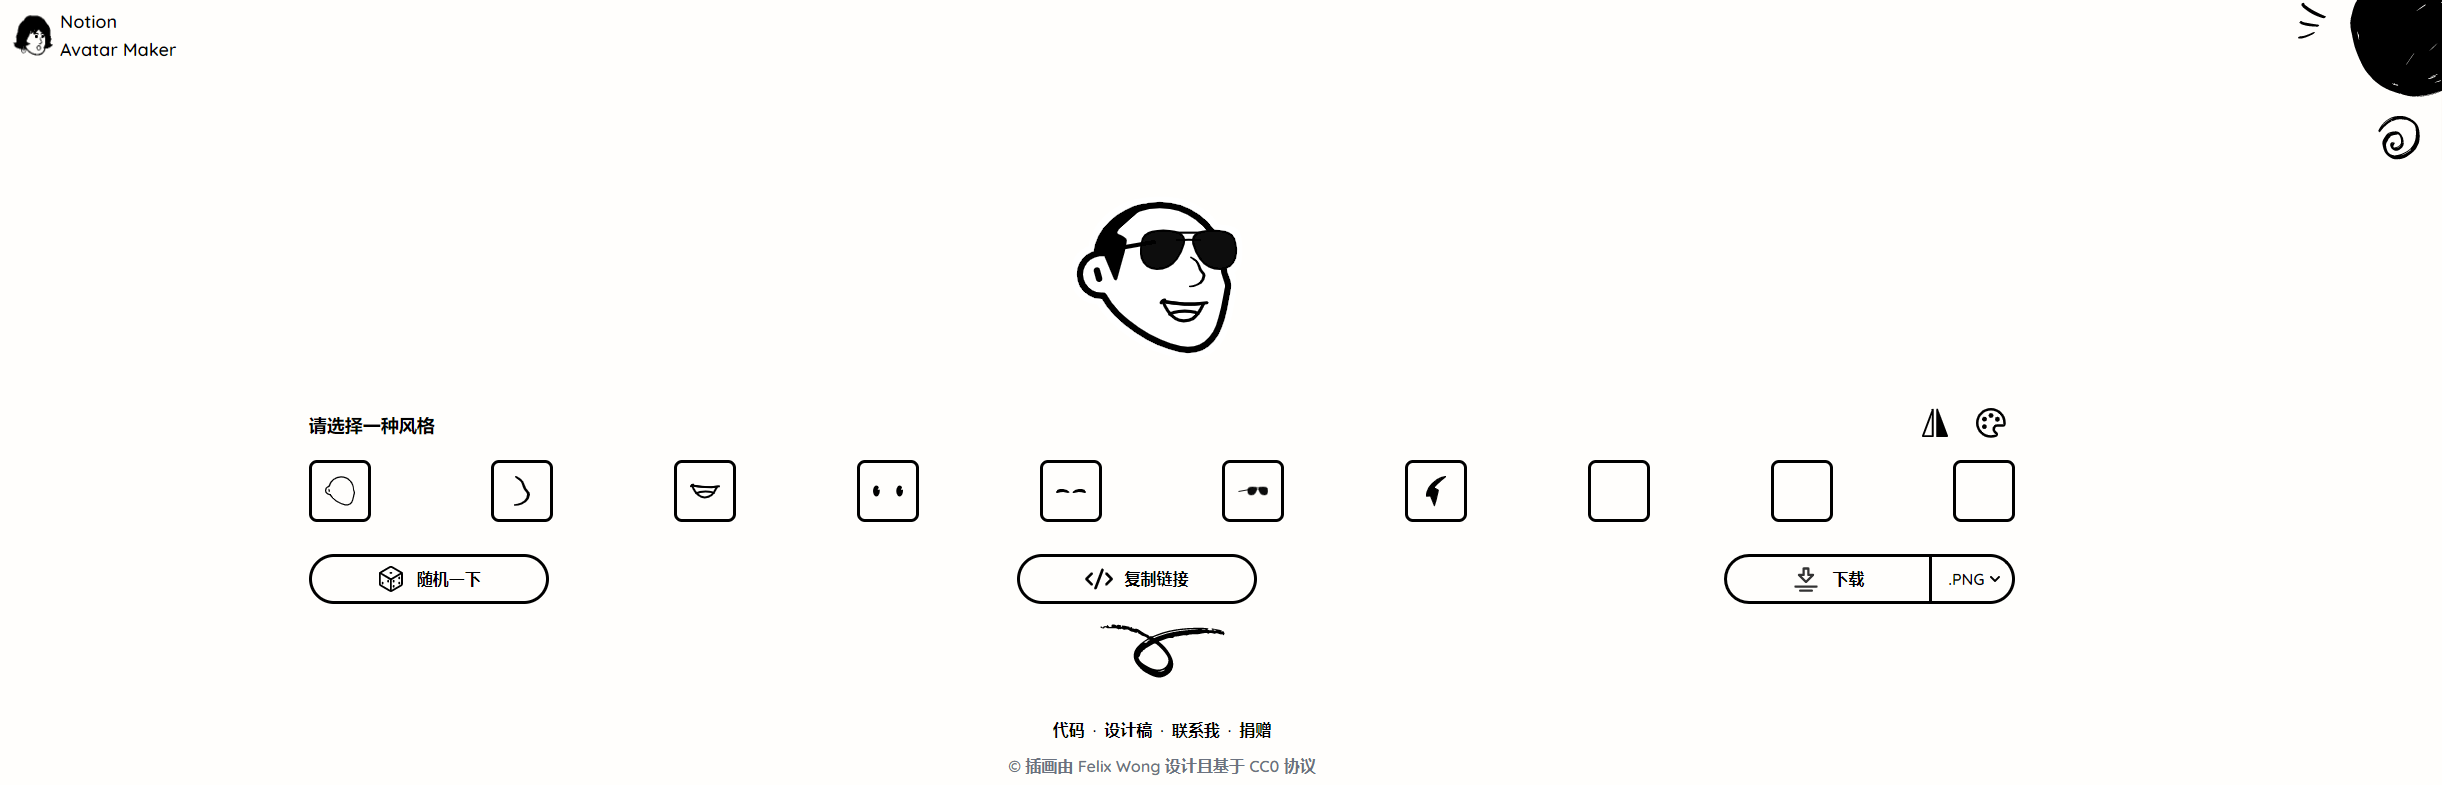 Notion
Avatar Maker
请选择一种风格
随机一下
复制链接
下载
.PNG
代码 · 设计稿 · 联系我 · 捐赠
© 插画由 Felix Wong 设计且基于 CC0 协议